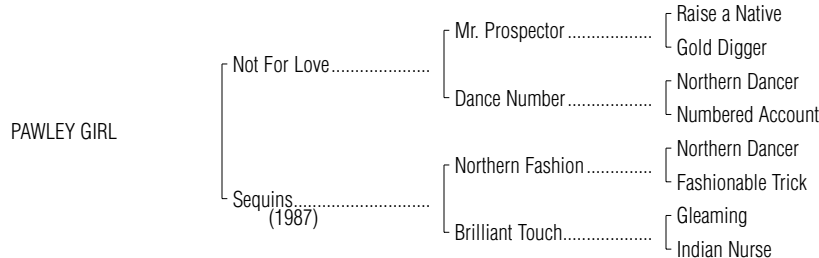 Raise a Native
Mr. Prospector ..................
Gold Digger
Not For Love.....................
Northern Dancer
Dance Number ..................
Numbered Account
PAWLEY GIRL
Northern Dancer
Northern Fashion ..............
Fashionable Trick
Sequins.............................
(1987)
Gleaming
Brilliant Touch...................
Indian Nurse